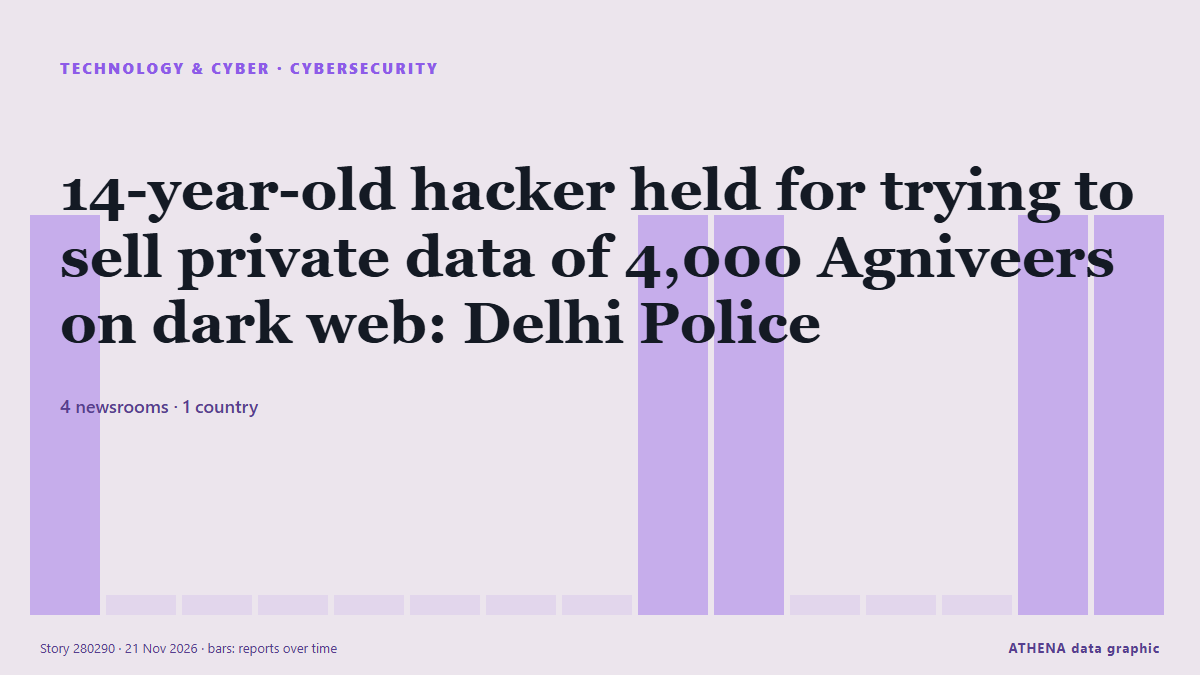 TECHNOLOGY & CYBER · CYBERSECURITY
14-year-old hacker held for trying to
sell private data of 4,000 Agniveers
on dark web: Delhi Police
4 newsrooms · 1 country
Story 280290 · 21 Nov 2026 · bars: reports over time
ATHENA data graphic